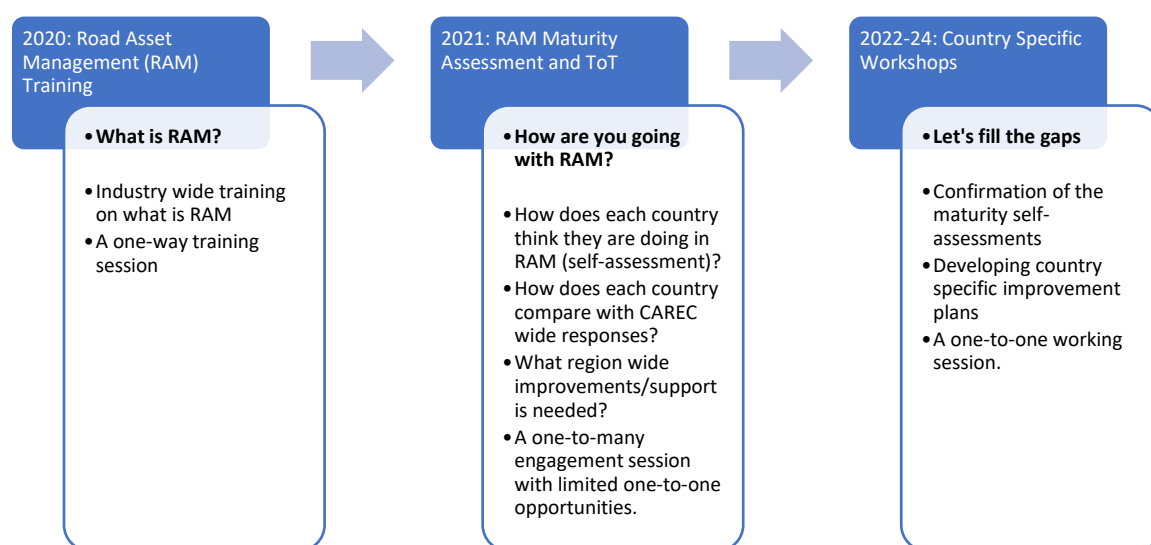 2020: Road Asset
Management (RAM)
Training
•What is RAM?
•Industry wide training
on what is RAM
•A one-way training
session
2021: RAM Maturity
Assessment and ToT
•How are you going
with RAM?
•How does each country
think they are doing in
RAM (self-assessment)?
•How does each country
compare with CAREC
wide responses?
•What region wide
improvements/support
is needed?
•A one-to-many
engagement session
with limited one-to-one
opportunities.
2022-24: Country Specific
Workshops
•Let's fill the gaps
•Confirmation of the
maturity self-
assessments
•Developing country
specific improvement
plans
•A one-to-one working
session.